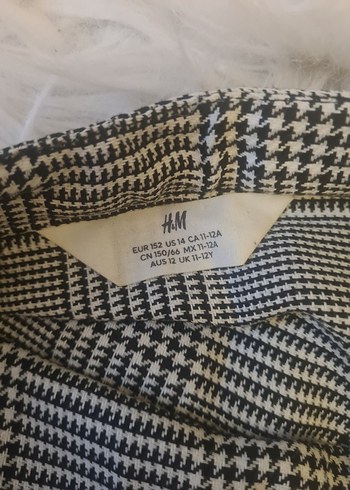 H&M
EUR 152 US 14 CA 11-12A
CN 150/66 MX 11-12A
AUS 12 UK 11-12Y